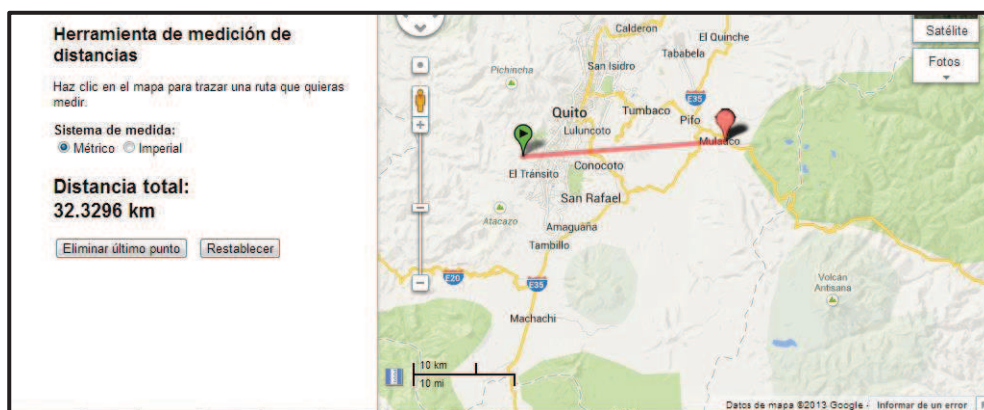 Herramienta de medición de
distancias
Haz clic en el mapa para trazar una ruta que quieras
medir.
Sistema de medida:
Métrico Imperial
Distancia total:
32.3296 km
Eliminar último punto Restablecer
Calderon
El Quinche
Tababela
San Isidro
Pichincha
E35
Quito
Tumbaco
Pifo
Luluncoto
Mulauco
Conocoto
El Tránsito
San Rafael
Atacazo
Amaguaña
Tambillo
E20
E35
Volcán
Antisana
Machachi
10 km
10 mi
Satélite
Fotos
Datos de mapa ©2013 Google - Informar de un error